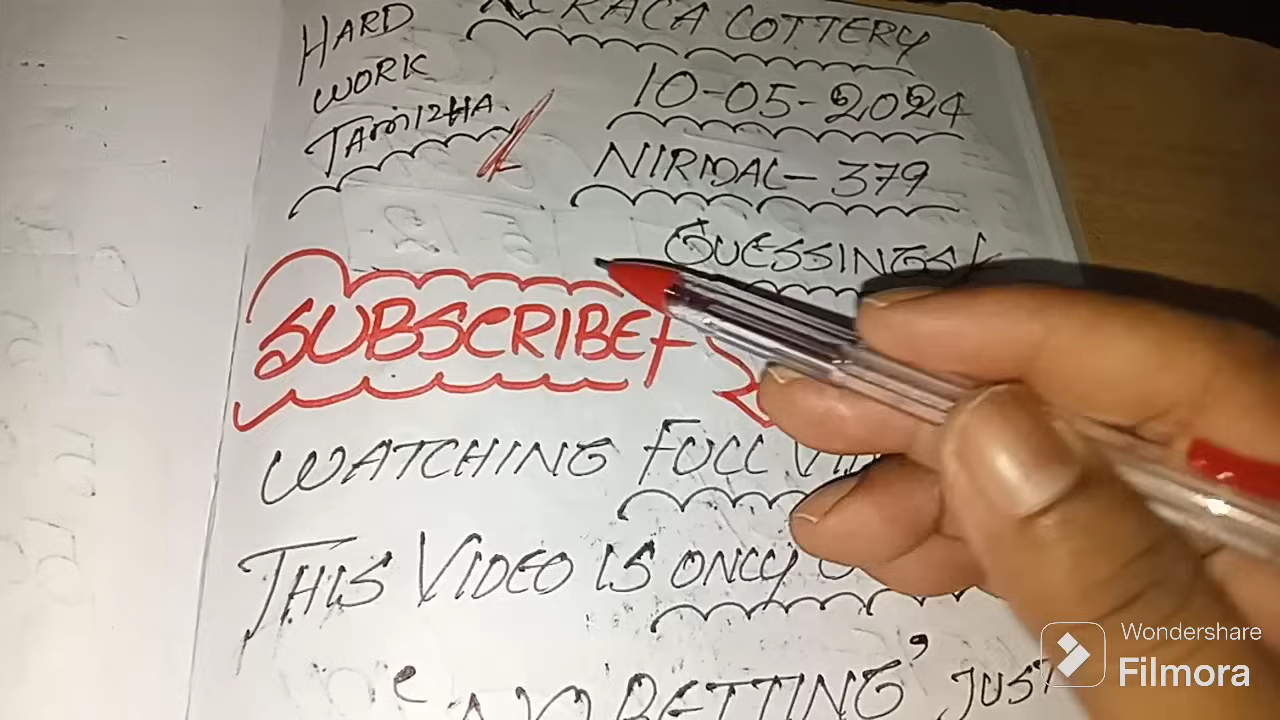 HARD
WORK
TAMIZHA
KERALA LOTTERY
10-05-2024
NIRMAL-379
GUESSINGS
SUBSCRIBE
WATCHING FULL
THIS VIDEO IS ONLY
"NO BETTING" JUST
Wondershare
Filmora